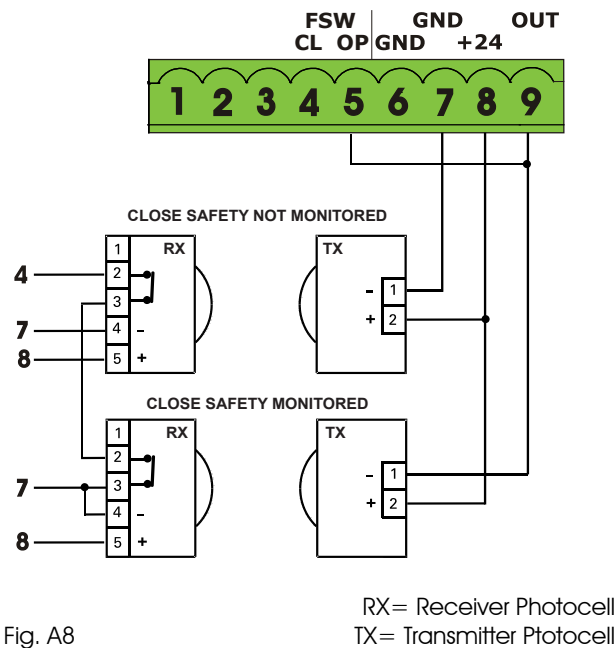 FSW GND OUT
CL OP GND +24
1 2 3 4 5 6 7 8 9
CLOSE SAFETY NOT MONITORED
1 RX
4 2
3
7 4 -
8 5 +
TX
- 1
+ 2
CLOSE SAFETY MONITORED
1 RX
2
7 3
4 -
8 5 +
TX
- 1
+ 2
RX= Receiver Photocell
Fig. A8 TX= Transmitter Ptotocell